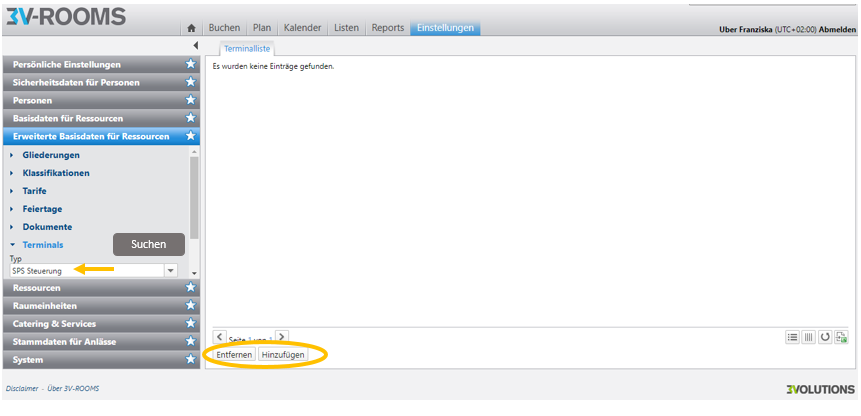 3V-ROOMS
Buchen Plan Kalender Listen Reports Einstellungen
Uber Franziska (UTC+02:00) Abmelden
Terminalliste
Es wurden keine Einträge gefunden.
Persönliche Einstellungen
Sicherheitsdaten für Personen
Personen
Basisdaten für Ressourcen
Erweiterte Basisdaten für Ressourcen
Gliederungen
Klassifikationen
Tarife
Feiertage
Dokumente
Terminals
Suchen
Typ
SPS Steuerung
Ressourcen
Raumeinheiten
Catering & Services
Stammdaten für Anlässe
System
Seite 1 von 1
Entfernen Hinzufügen
Disclaimer - Über 3V-ROOMS
3VOLUTIONS